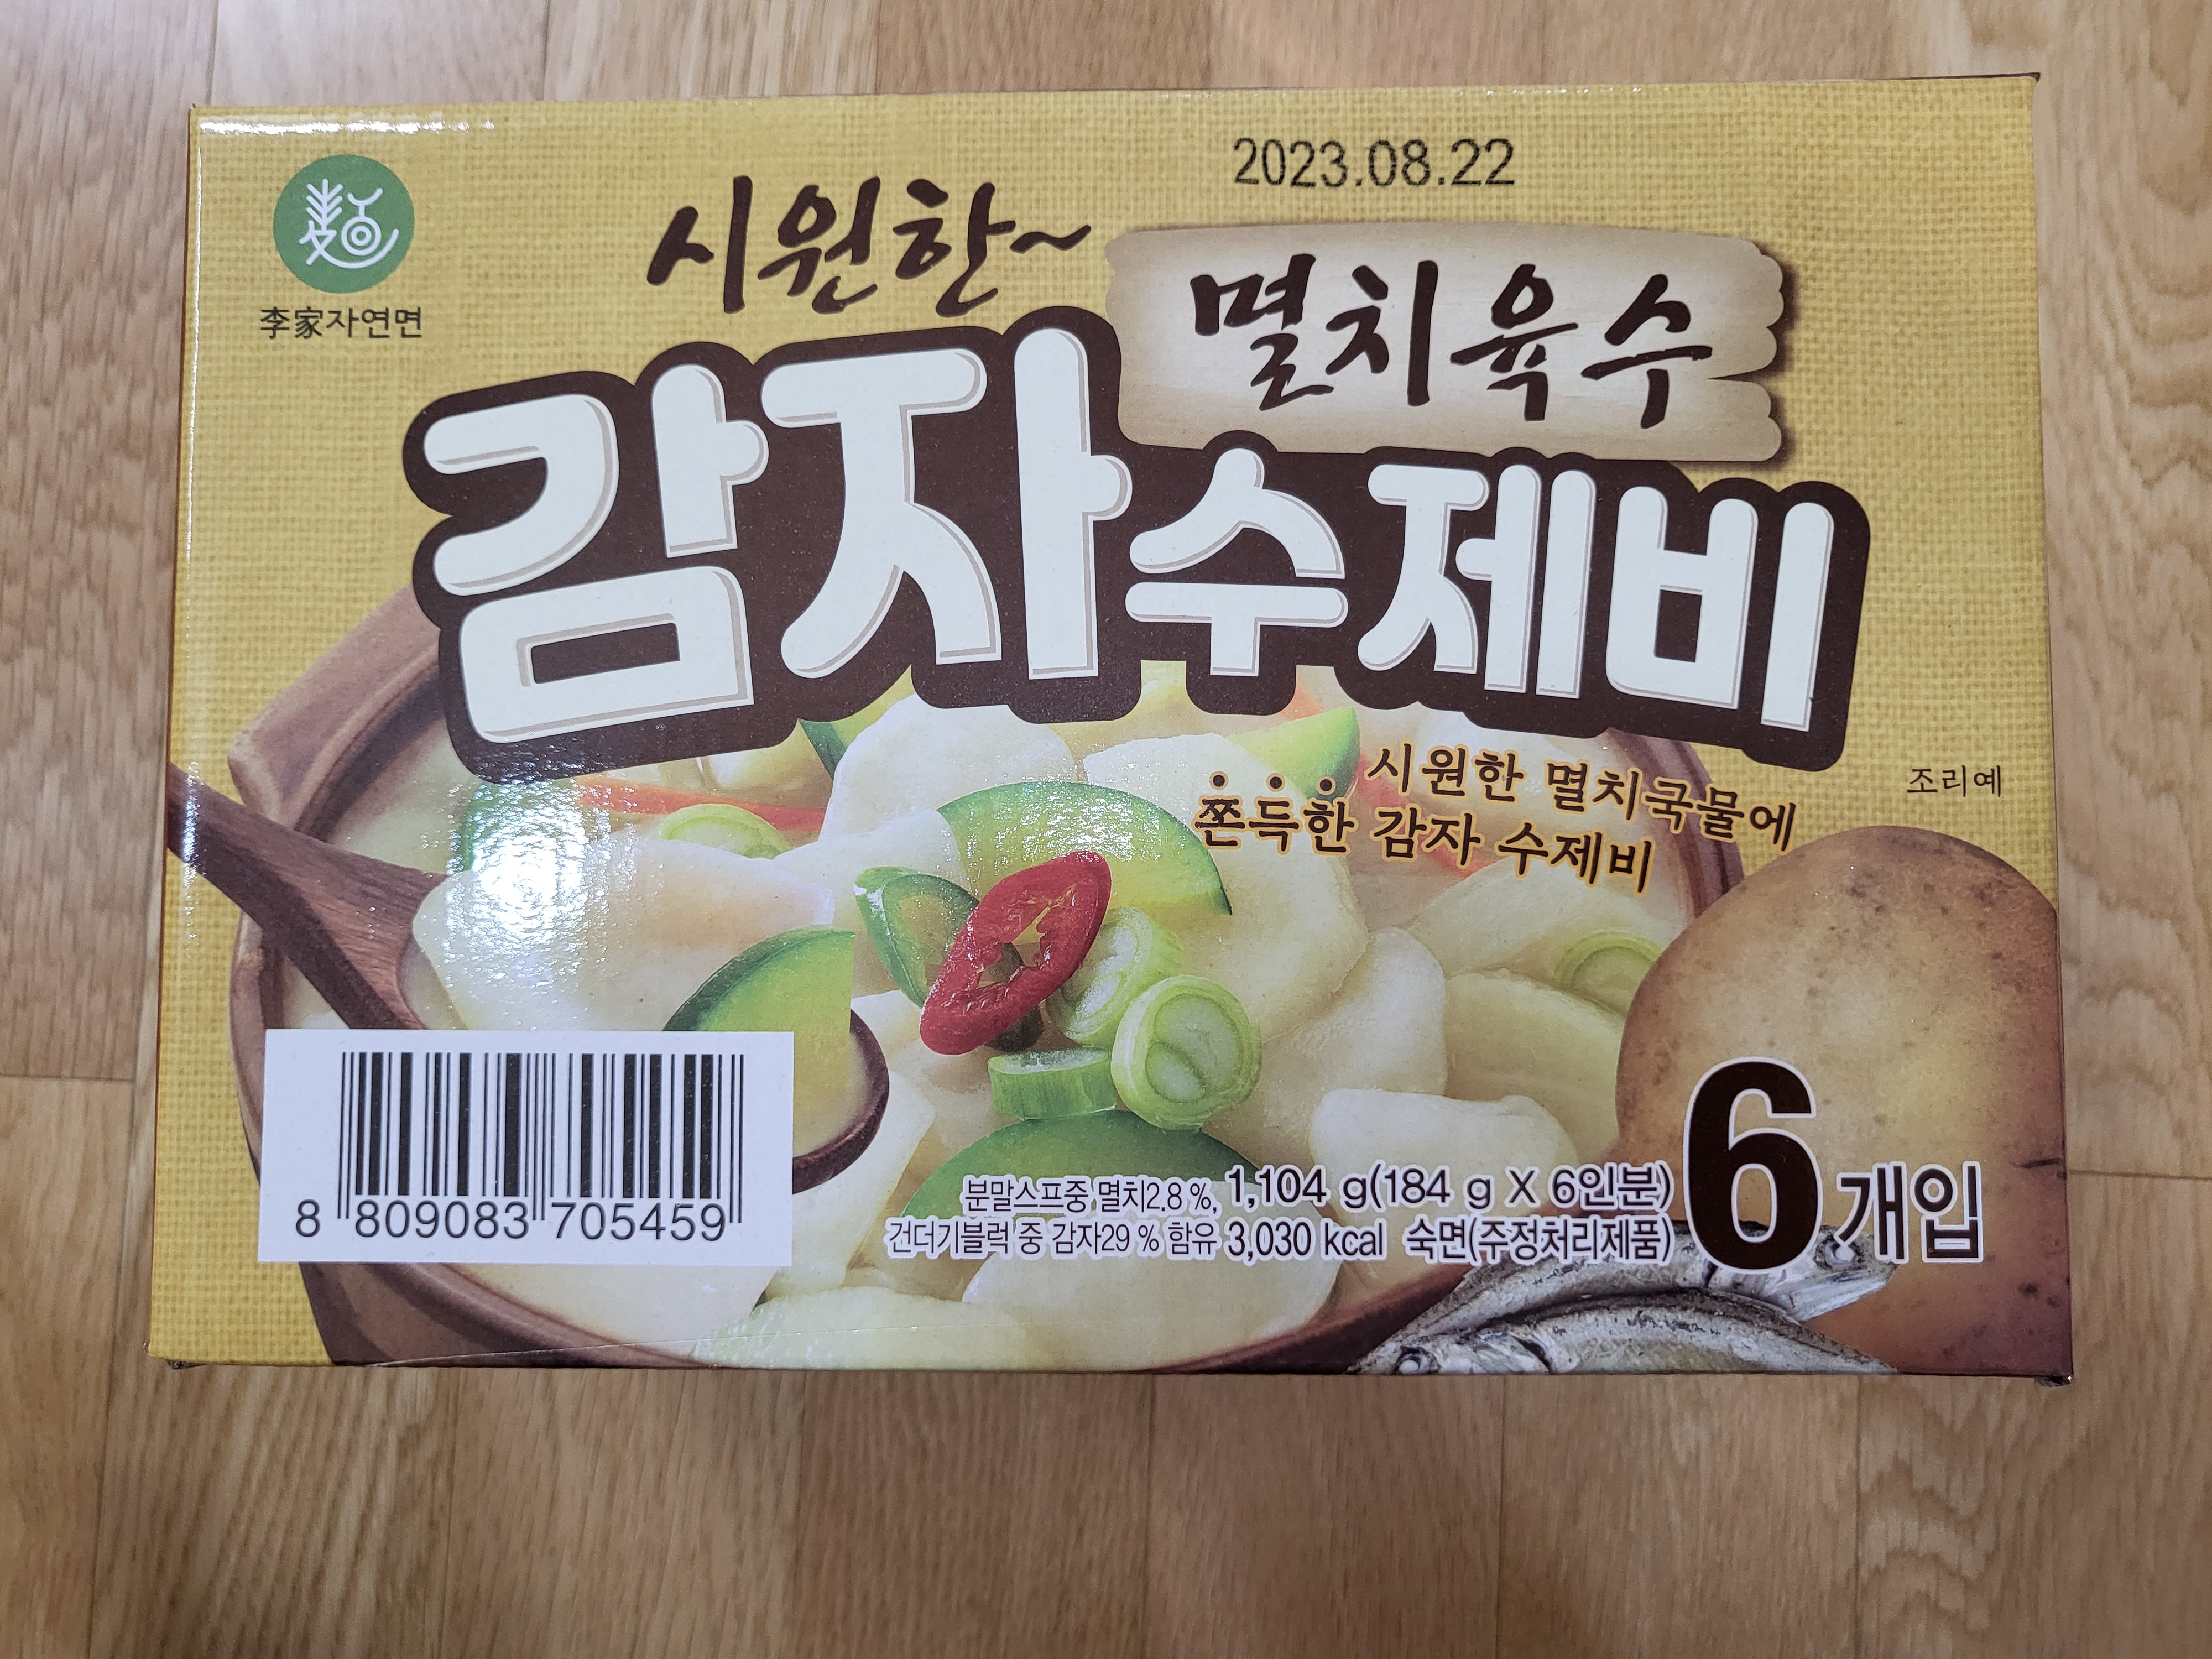 2023.08.22
麵
李家자연면
시원한~
멸치육수
감자수제비
시원한 멸치국물에
쫀득한 감자 수제비
조리예
분말스프중 멸치2.8 %, 1,104 g(184 g X 6인분)
건더기블럭 중 감자29 % 함유 3,030 kcal 숙면(주정처리제품)
6개입
8 809083 705459